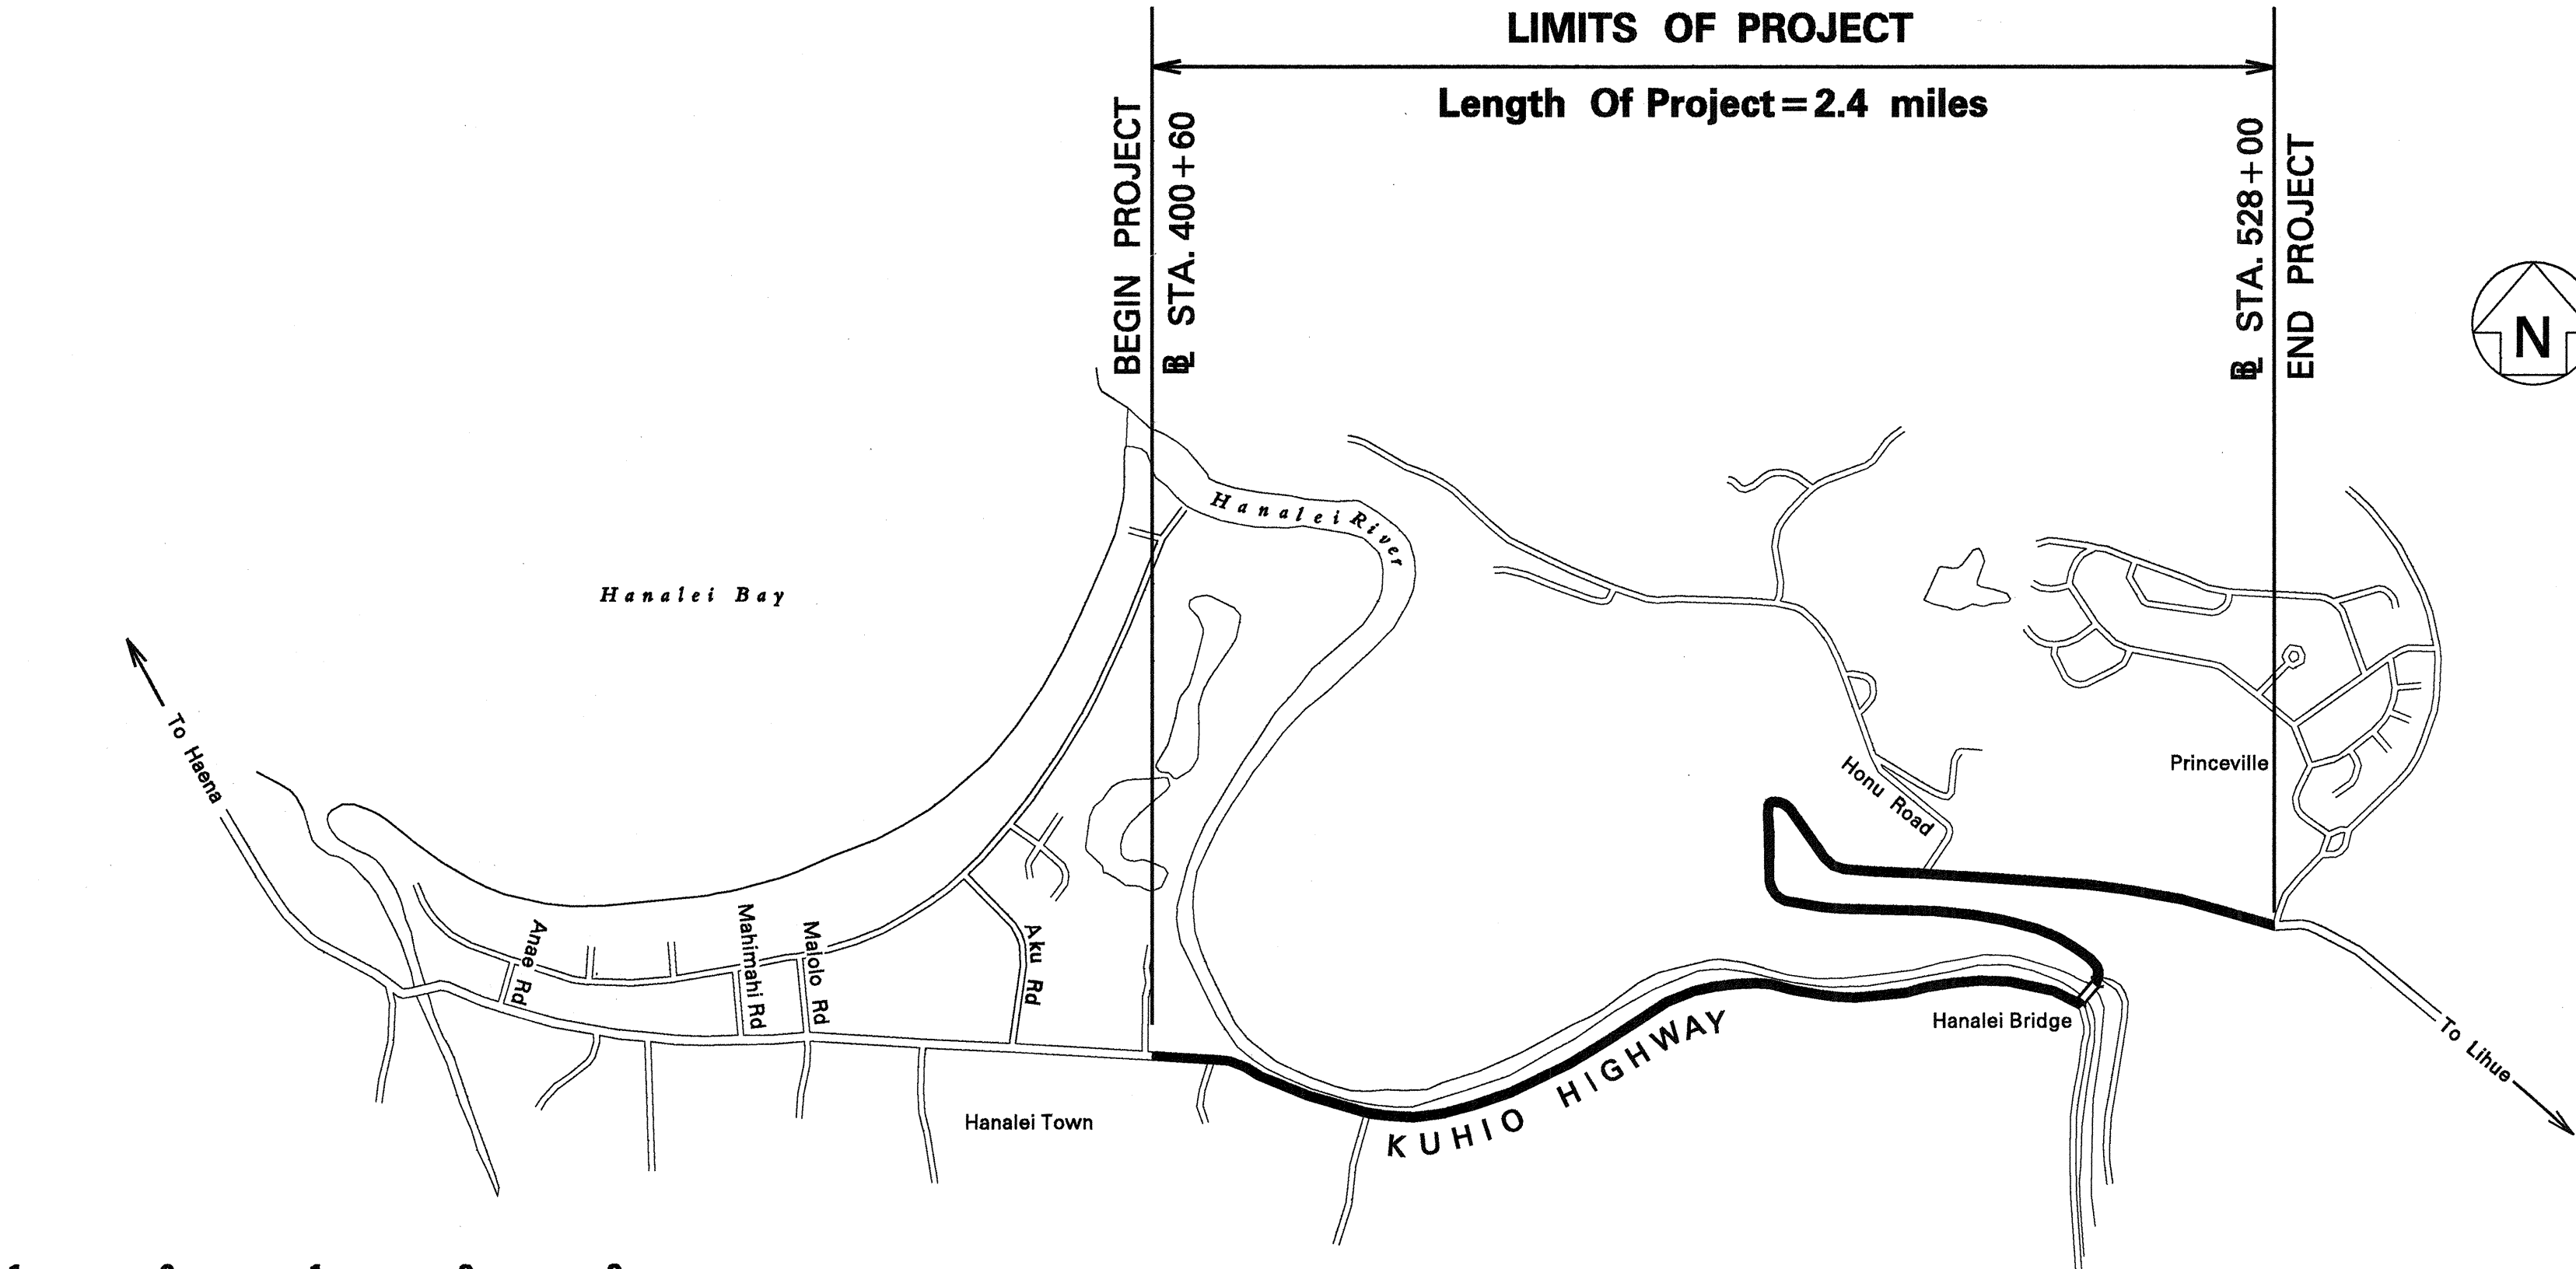 LIMITS OF PROJECT
Length Of Project = 2.4 miles
BEGIN PROJECT
BL STA. 400+60
BL STA. 528+00
END PROJECT
N
Hanalei River
Hanalei Bay
To Haena
Honu Road
Princeville
Anae Rd
Mahimahi Rd
Malolo Rd
Aku Rd
Hanalei Bridge
KUHIO HIGHWAY
To Lihue
Hanalei Town